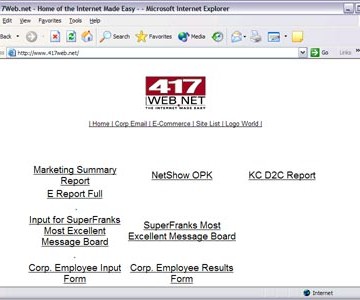 7Web.net - Home of the Internet Made Easy - - Microsoft Internet Explorer
Edit View Favorites Tools Help
Back Search Favorites Media
http://www.417web.net/ Go Links
417
WEB.NET
THE INTERNET MADE EASY
| Home | Corp Email | E-Commerce | Site List | Logo World |
Marketing Summary Report NetShow OPK KC D2C Report
E Report Full
Input for SuperFranks Most Excellent Message Board SuperFranks Most Excellent Message Board
Corp. Employee Input Form Corp. Employee Results Form
Internet